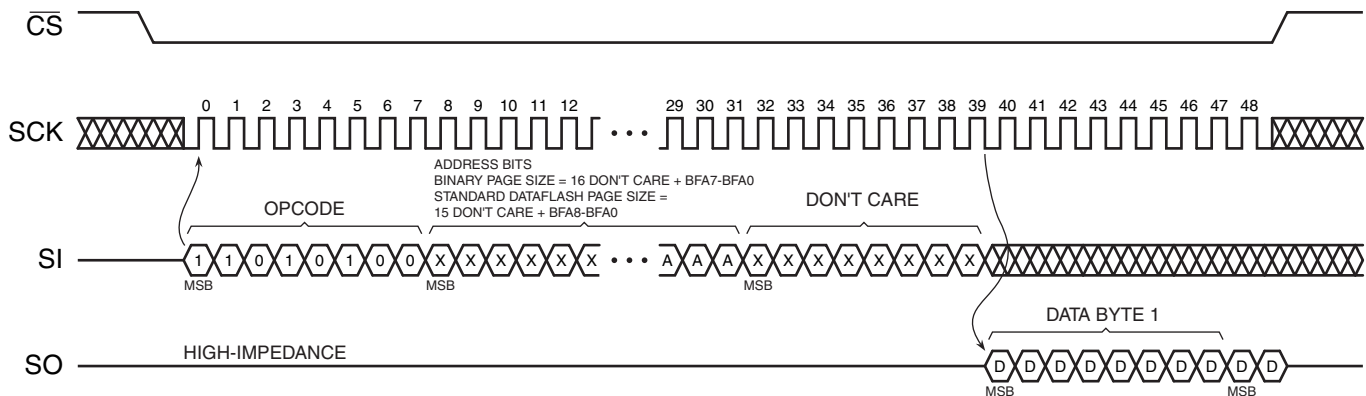 CS
SCK 0 1 2 3 4 5 6 7 8 9 10 11 12 29 30 31 32 33 34 35 36 37 38 39 40 41 42 43 44 45 46 47 48
ADDRESS BITS
BINARY PAGE SIZE = 16 DON'T CARE + BFA7-BFA0
STANDARD DATAFLASH PAGE SIZE =
15 DON'T CARE + BFA8-BFA0
OPCODE
DON'T CARE
SI 1 1 0 1 0 1 0 0 X X X X X X • • • A A A X X X X X X X X
MSB MSB MSB
DATA BYTE 1
HIGH-IMPEDANCE
SO D D D D D D D D D D
MSB MSB